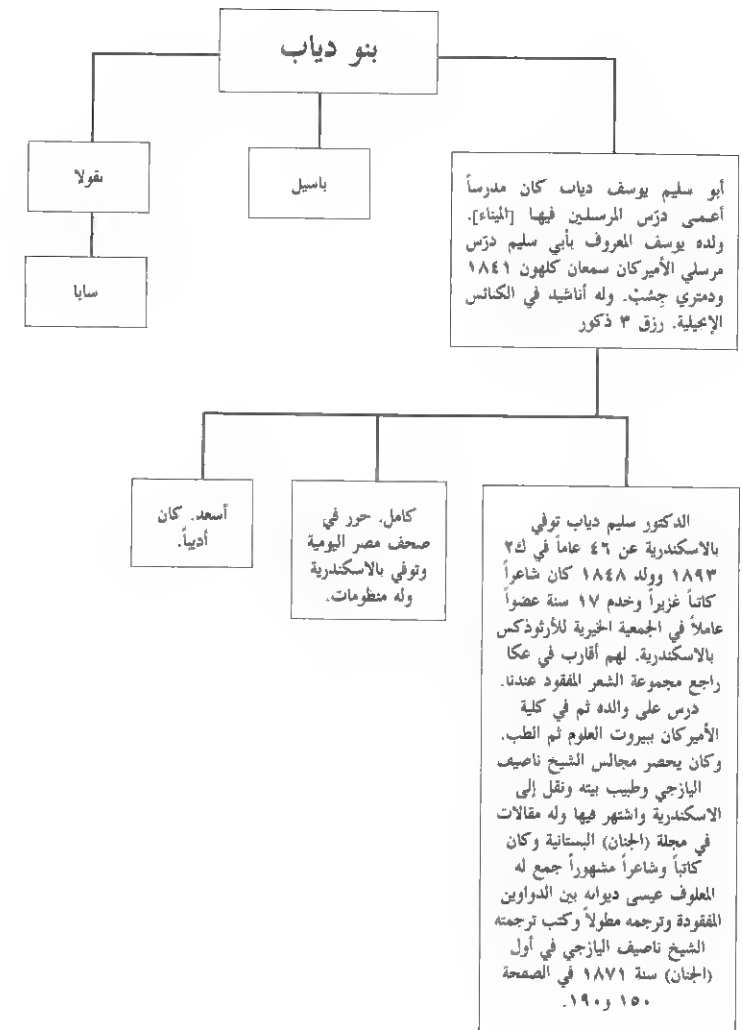 بنو دياب
نقولا
باسيل
أبو سليم يوسف دياب كان مدرساً
أعمى درّس المرسلين فيها [الميناء].
ولده يوسف المعروف بأبي سليم درّس
مرسلي الأميركان سمعان كلهون ١٨٤١
ودمتري جِسْبْ. وله أناشيد في الكنائس
الإنجيلية. رزق ٣ ذكور
سابا
أسعد. كان
أديباً.
كامل. حرر في
صحف مصر اليومية
وتوفي بالاسكندرية
وله منظومات.
الدكتور سليم دياب توفي
بالاسكندرية عن ٤٦ عاماً في ك٢
١٨٩٣ وولد ١٨٤٨ كان شاعراً
كاتباً غزيراً وخدم ١٧ سنة عضواً
عاملاً في الجمعية الخيرية للأرثوذكس
بالاسكندرية. لهم أقارب في عكا
راجع مجموعة الشعر المفقود عندنا.
درس على والده ثم في كلية
الأميركان ببيروت العلوم ثم الطب.
وكان يحضر مجالس الشيخ ناصيف
اليازجي وطبيب بيته ونقل إلى
الاسكندرية واشتهر فيها وله مقالات
في مجلة (الجنان) البستانية وكان
كاتباً وشاعراً مشهوراً جمع له
المعلوف عيسى ديوانه بين الدواوين
المفقودة وترجمه مطولاً وكتب ترجمته
الشيخ ناصيف اليازجي في أول
(الجنان) سنة ١٨٧١ في الصفحة
١٥٠ و١٩٠.